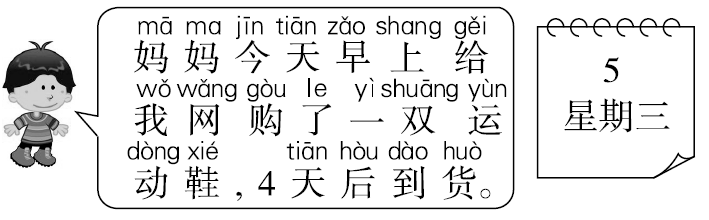 mā ma jīn tiān zǎo shang gěi
妈妈今天早上给
wǒ wǎng gòu le yì shuāng yùn
我网购了一双运
dòng xié tiān hòu dào huò
动鞋,4天后到货。
5
星期三